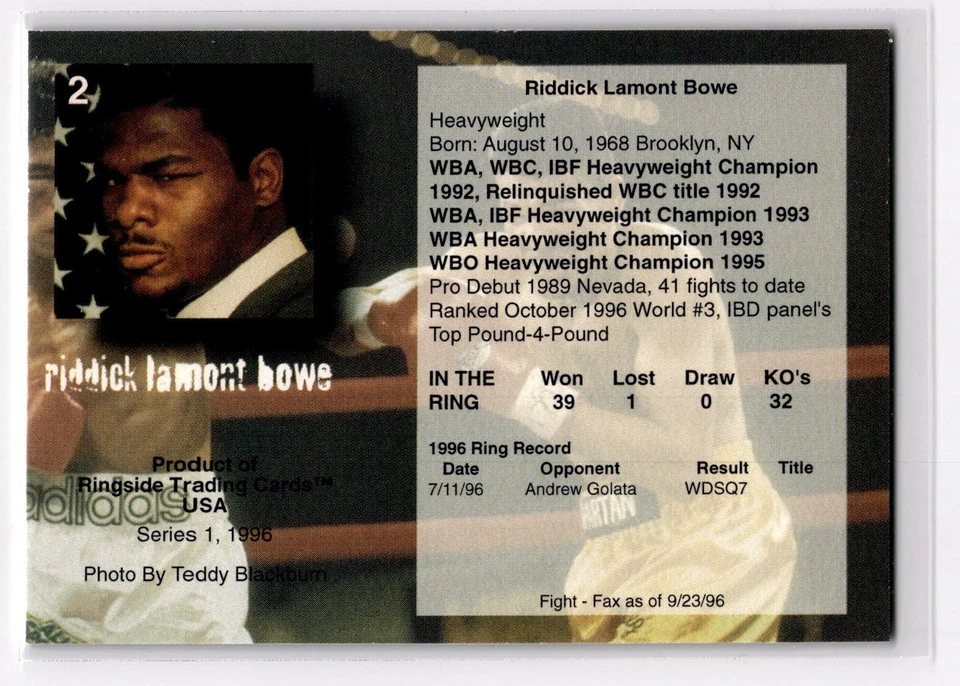 2
riddick lamont bowe
Product of
Ringside Trading Cards™
USA
Series 1, 1996
Photo By Teddy Blackburn
adidas
Riddick Lamont Bowe
Heavyweight
Born: August 10, 1968 Brooklyn, NY
WBA, WBC, IBF Heavyweight Champion
1992, Relinquished WBC title 1992
WBA, IBF Heavyweight Champion 1993
WBA Heavyweight Champion 1993
WBO Heavyweight Champion 1995
Pro Debut 1989 Nevada, 41 fights to date
Ranked October 1996 World #3, IBD panel's
Top Pound-4-Pound
IN THE Won Lost Draw KO's
RING 39 1 0 32
1996 Ring Record
Date Opponent Result Title
7/11/96 Andrew Golata WDSQ7
ARTAN
Fight - Fax as of 9/23/96